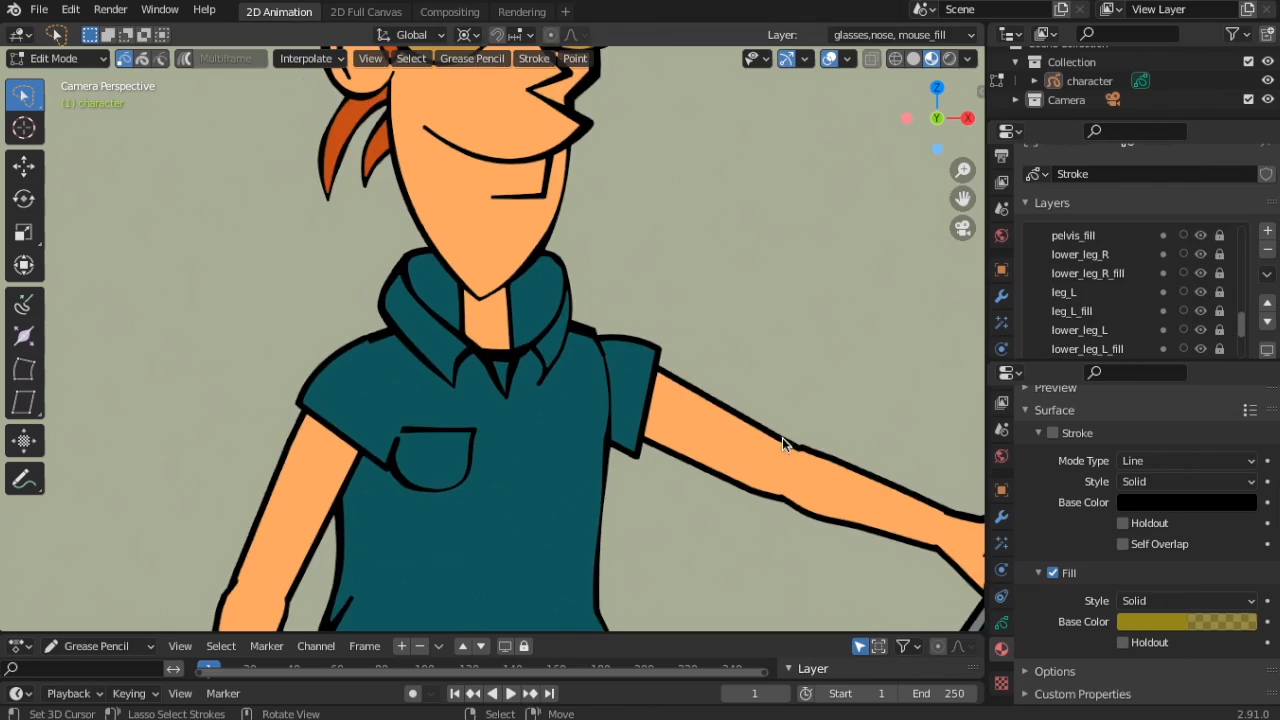 File Edit Render Window Help 2D Animation 2D Full Canvas Compositing Rendering + Scene View Layer
Global Layer: glasses,nose, mouse_fill
Edit Mode Multiframe Interpolate View Select Grease Pencil Stroke Point
Camera Perspective
(1) character
Z
Y
X
Collection
character
Camera
Stroke
Layers
pelvis_fill
lower_leg_R
lower_leg_R_fill
leg_L
leg_L_fill
lower_leg_L
lower_leg_L_fill
Preview
Surface
Stroke
Mode Type Line
Style Solid
Base Color
Holdout
Self Overlap
Fill
Style Solid
Base Color
Holdout
Options
Custom Properties
Grease Pencil View Select Marker Channel Frame
1
Layer
Playback Keying View Marker 1 Start 1 End 250
Set 3D Cursor Lasso Select Strokes Rotate View Select Move 2.91.0